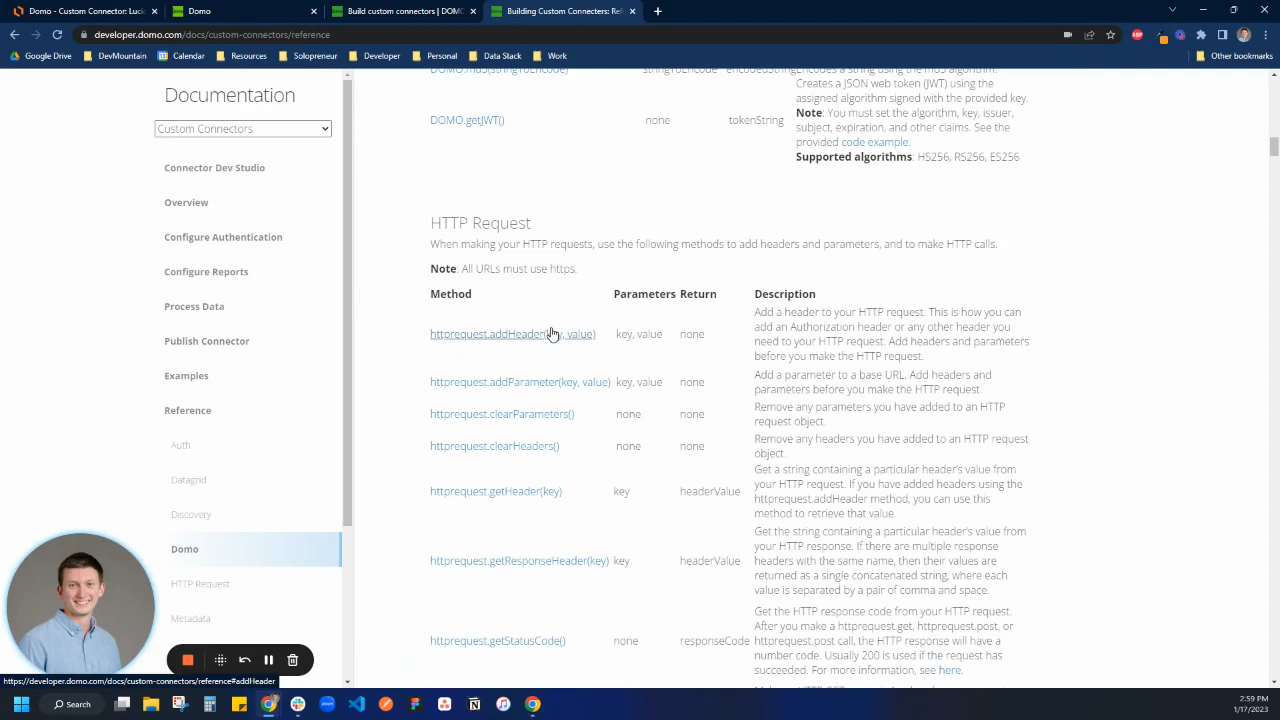 Domo - Custom Connector: Lucic
Domo
Build custom connectors | DOMO
Building Custom Connecters: Refe
developer.domo.com/docs/custom-connectors/reference
Google Drive
DevMountain
Calendar
Resources
Solopreneur
Developer
Personal
Data Stack
Work
Other bookmarks
Documentation
Custom Connectors
Connector Dev Studio
Overview
Configure Authentication
Configure Reports
Process Data
Publish Connector
Examples
Reference
Auth
Datagrid
Discovery
Domo
HTTP Request
Metadata
DOMO.md5(stringToEncode) stringToEncode encodedString Encodes a string using the md5 algorithm.
Creates a JSON web token (JWT) using the
assigned algorithm signed with the provided key.
DOMO.getJWT() none tokenString Note: You must set the algorithm, key, issuer,
subject, expiration, and other claims. See the
provided code example.
Supported algorithms: HS256, RS256, ES256
HTTP Request
When making your HTTP requests, use the following methods to add headers and parameters, and to make HTTP calls.
Note: All URLs must use https.
Method Parameters Return Description
httprequest.addHeader(key, value) key, value none
Add a header to your HTTP request. This is how you can
add an Authorization header or any other header you
need to your HTTP request. Add headers and parameters
before you make the HTTP request.
httprequest.addParameter(key, value) key, value none
Add a parameter to a base URL. Add headers and
parameters before you make the HTTP request.
httprequest.clearParameters() none none
Remove any parameters you have added to an HTTP
request object.
httprequest.clearHeaders() none none
Remove any headers you have added to an HTTP request
object.
httprequest.getHeader(key) key headerValue
Get a string containing a particular header's value from
your HTTP request. If you have added headers using the
httprequest.addHeader method, you can use this
method to retrieve that value.
httprequest.getResponseHeader(key) key headerValue
Get the string containing a particular header's value from
your HTTP response. If there are multiple response
headers with the same name, then their values are
returned as a single concatenated string, where each
value is separated by a pair of comma and space.
httprequest.getStatusCode() none responseCode
Get the HTTP response code from your HTTP request.
After you make a httprequest.get, httprequest.post, or
httprequest.post call, the HTTP response will have a
number code. Usually 200 is used if the request has
succeeded. For more information, see here.
https://developer.domo.com/docs/custom-connectors/reference#addHeader
Search
2:59 PM
1/17/2023